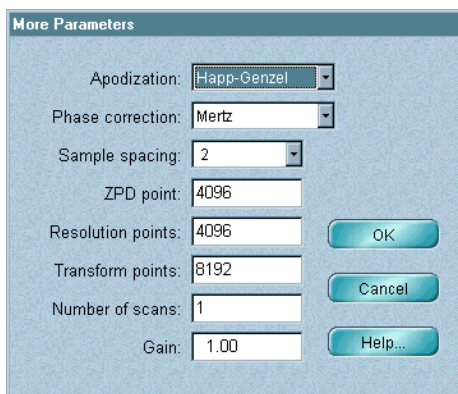 More Parameters
Apodization: Happ-Genzel
Phase correction: Mertz
Sample spacing: 2
ZPD point: 4096
Resolution points: 4096
OK
Transform points: 8192
Cancel
Number of scans: 1
Gain: 1.00
Help...